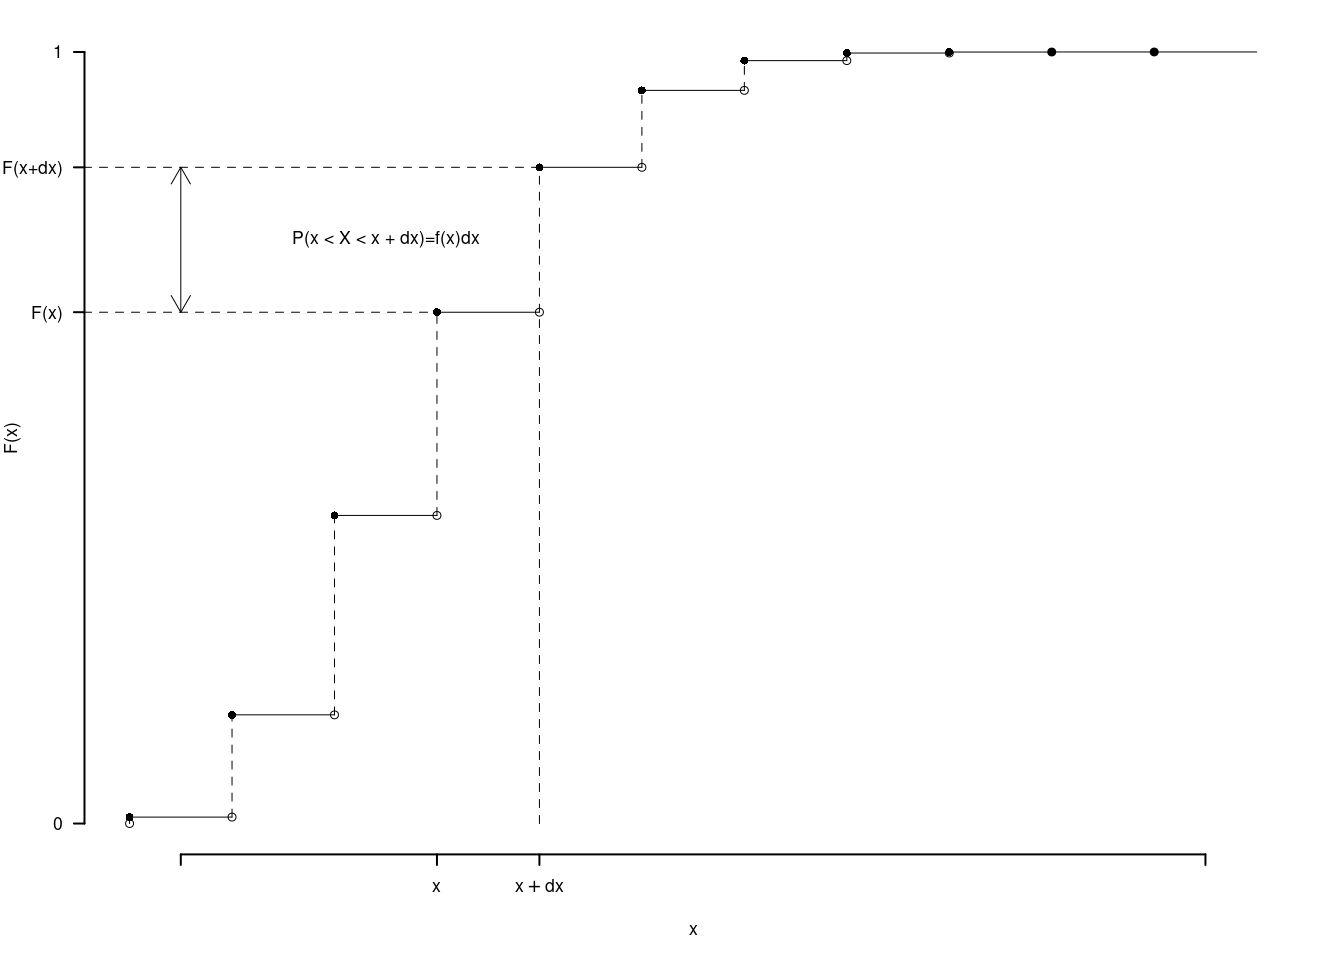 1
F(x+dx)
P(x < X < x + dx)=f(x)dx
F(x)
F(x)
0
x
x + dx
x